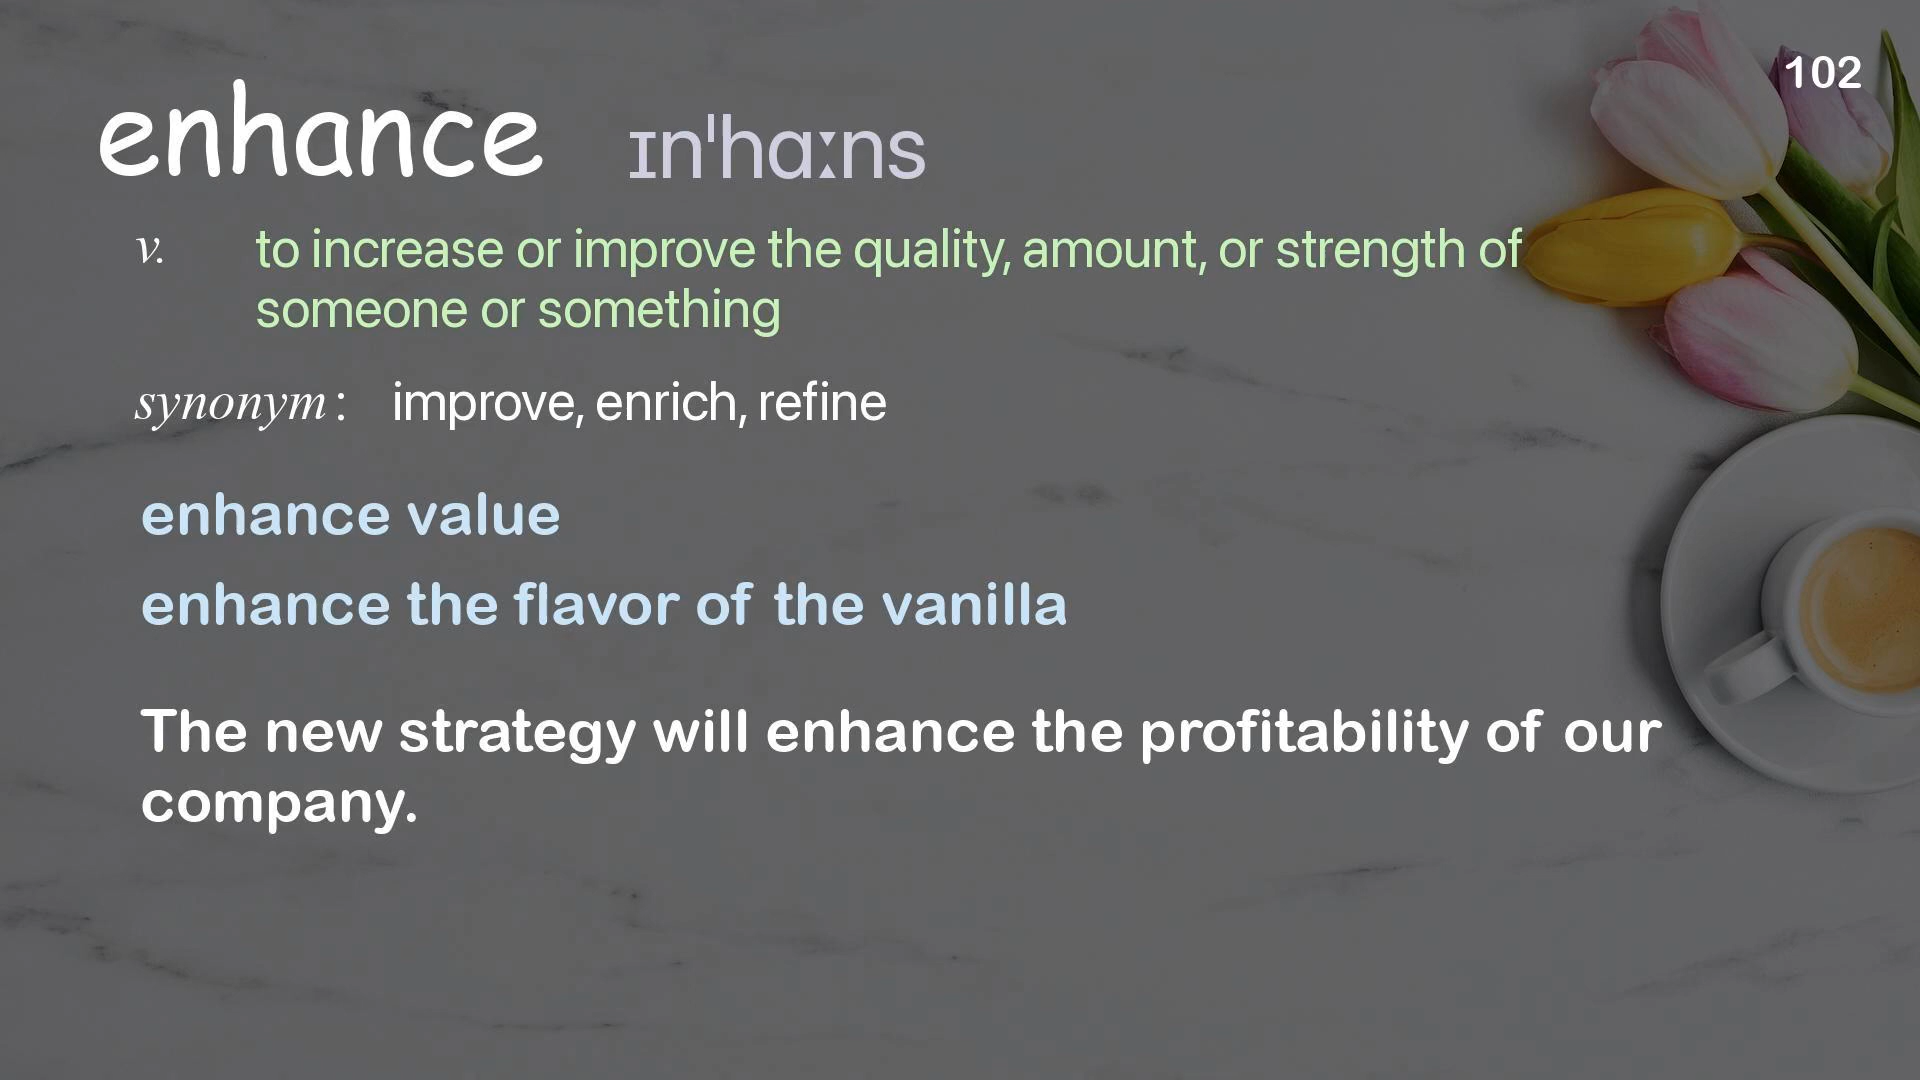 102
enhance ɪnˈhɑːns
v. to increase or improve the quality, amount, or strength of
someone or something
synonym: improve, enrich, refine
enhance value
enhance the flavor of the vanilla
The new strategy will enhance the profitability of our
company.